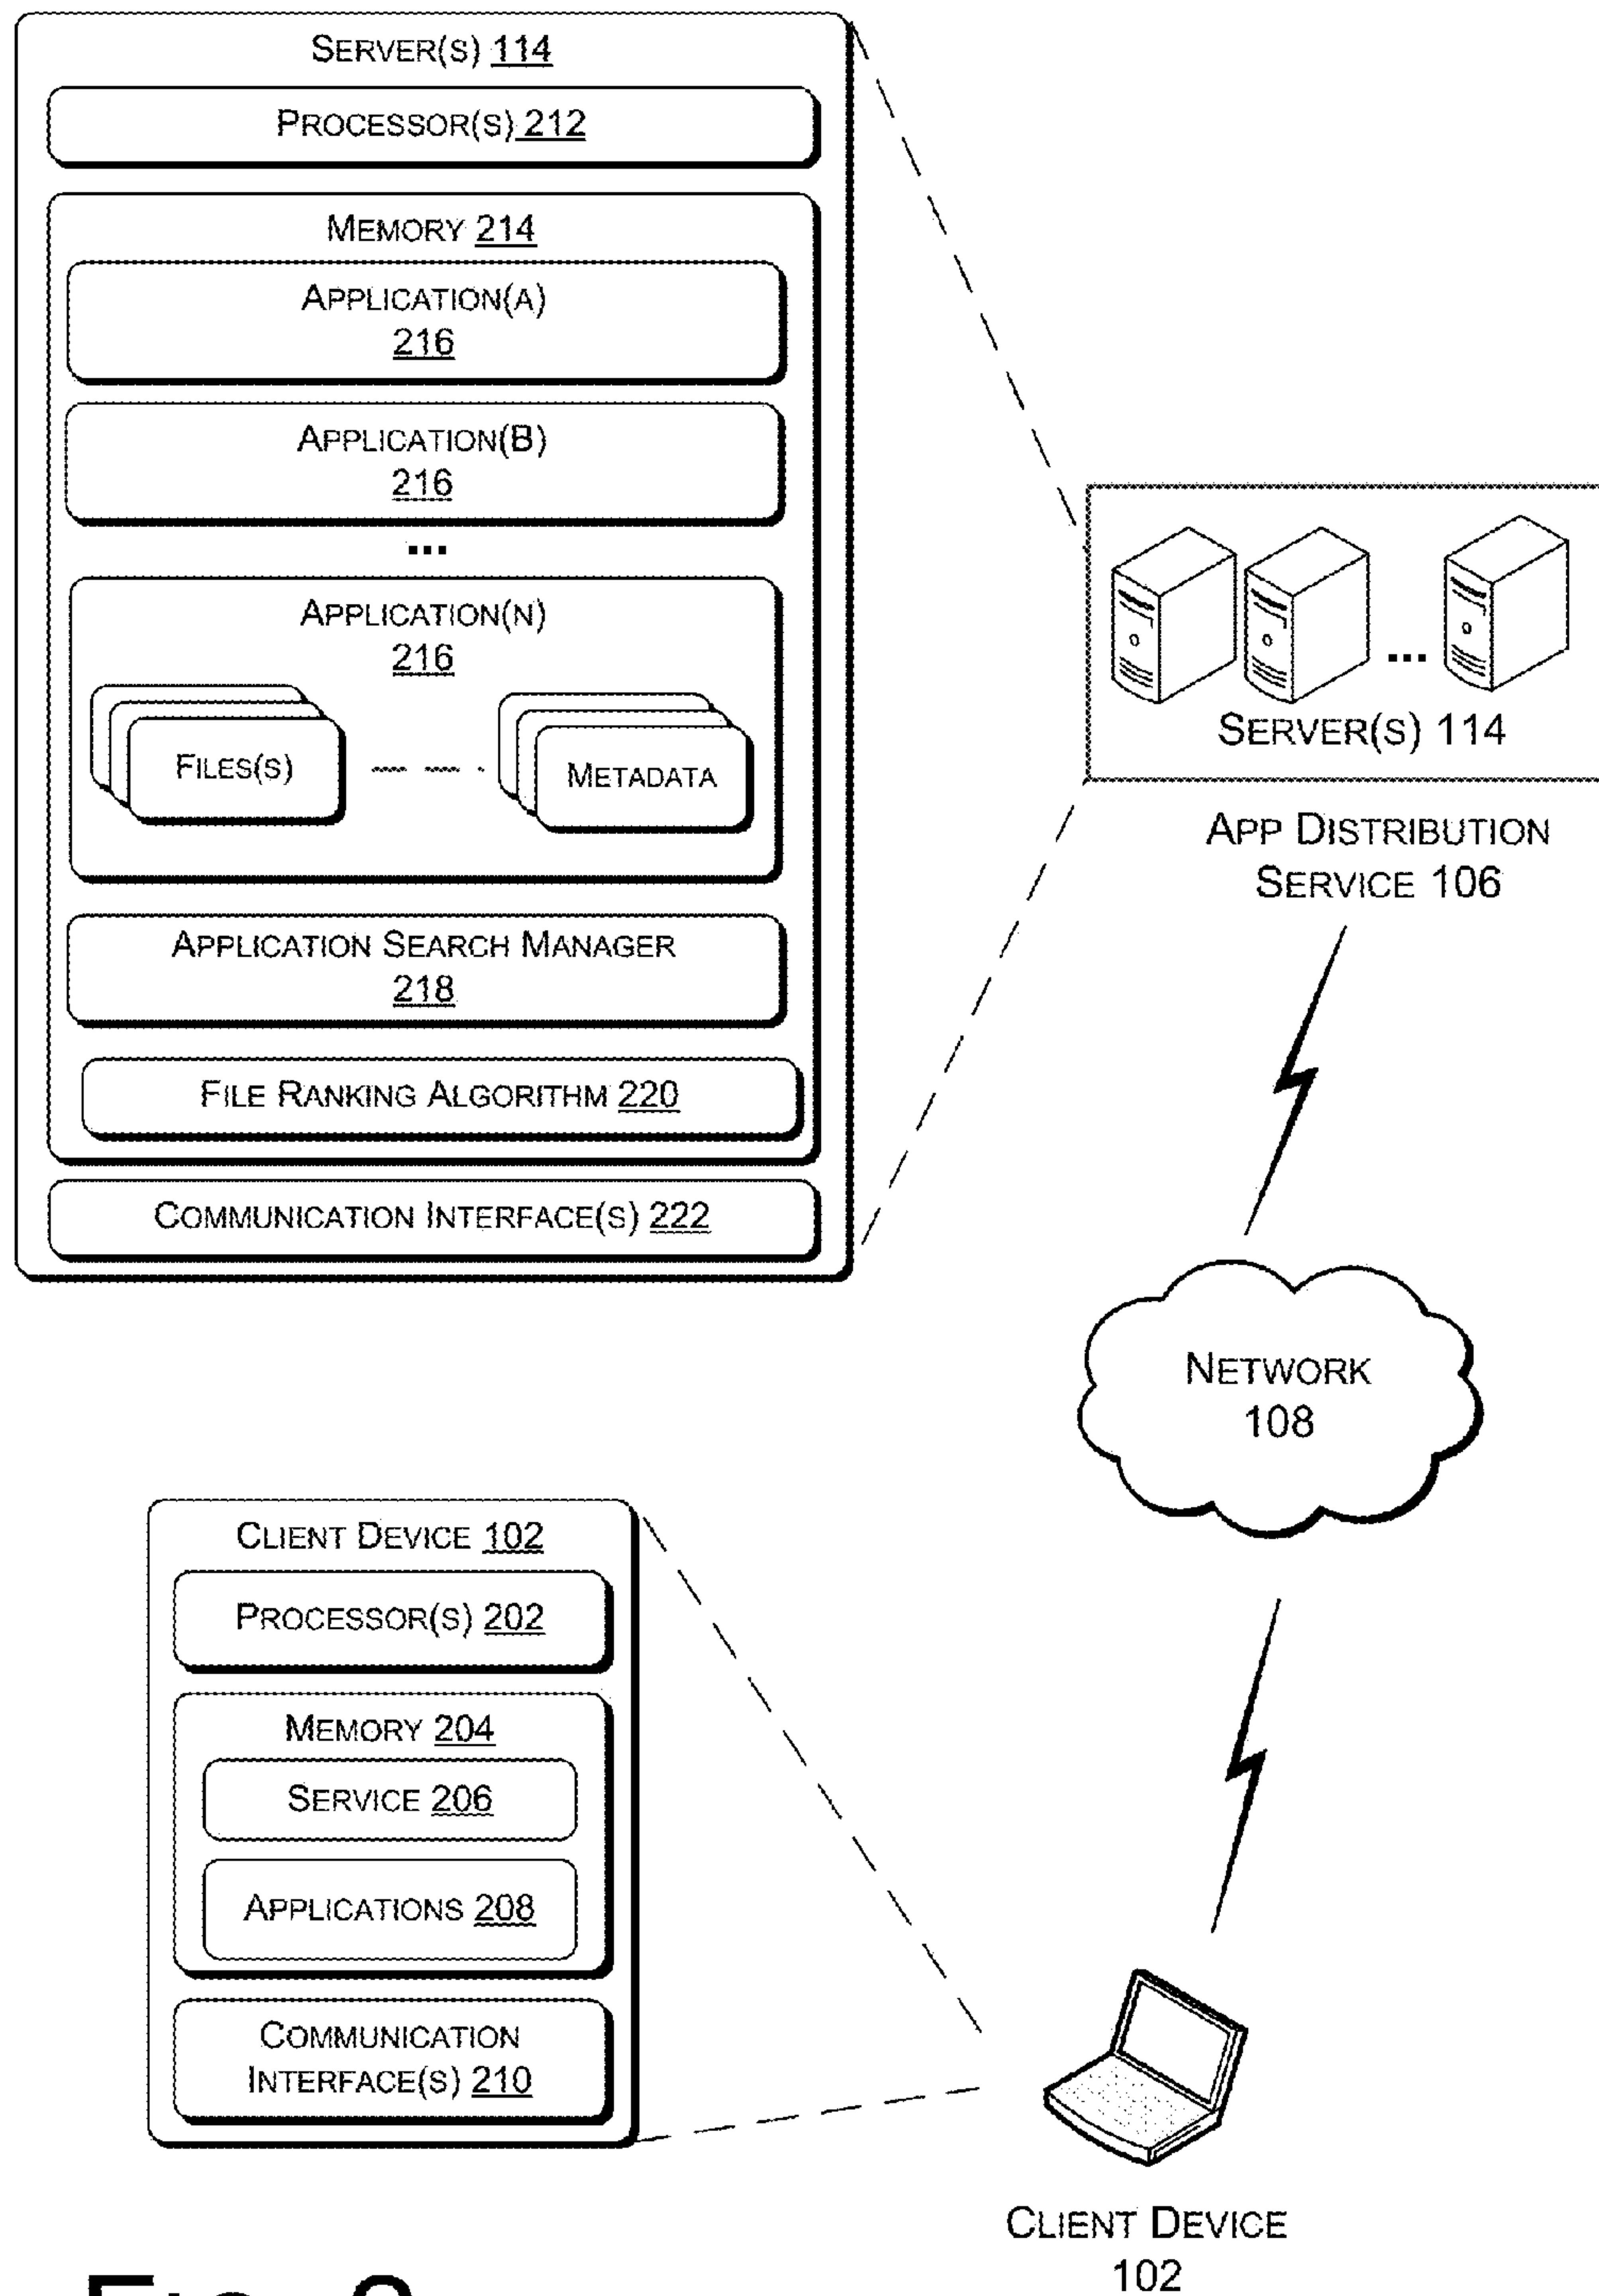 SERVER(S) 114
PROCESSOR(S) 212
MEMORY 214
APPLICATION(A)
216
APPLICATION(B)
216
...
APPLICATION(N)
216
FILES(S)
METADATA
APPLICATION SEARCH MANAGER
218
FILE RANKING ALGORITHM 220
COMMUNICATION INTERFACE(S) 222
...
SERVER(S) 114
APP DISTRIBUTION
SERVICE 106
NETWORK
108
CLIENT DEVICE 102
PROCESSOR(S) 202
MEMORY 204
SERVICE 206
APPLICATIONS 208
COMMUNICATION
INTERFACE(S) 210
CLIENT DEVICE
102